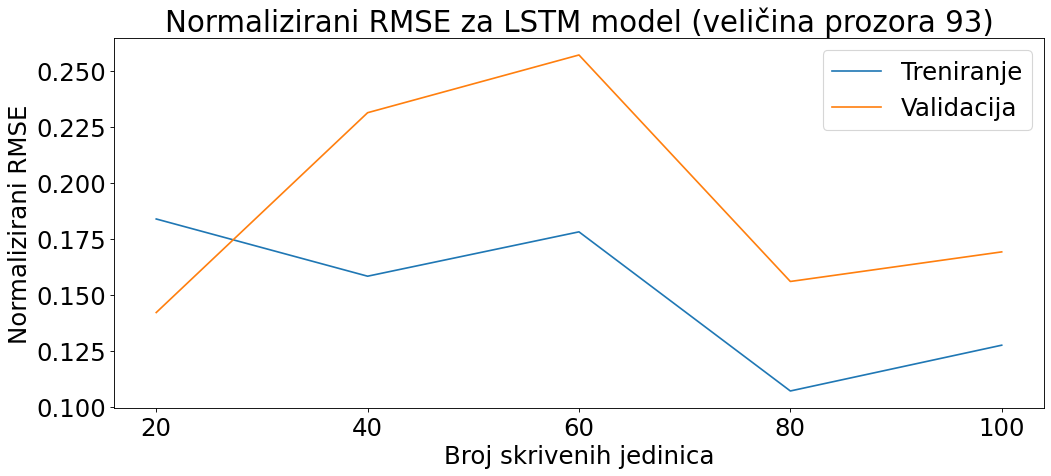 Normalizirani RMSE za LSTM model (veličina prozora 93)
Treniranje
Validacija
Normalizirani RMSE
0.250
0.225
0.200
0.175
0.150
0.125
0.100
20 40 60 80 100
Broj skrivenih jedinica